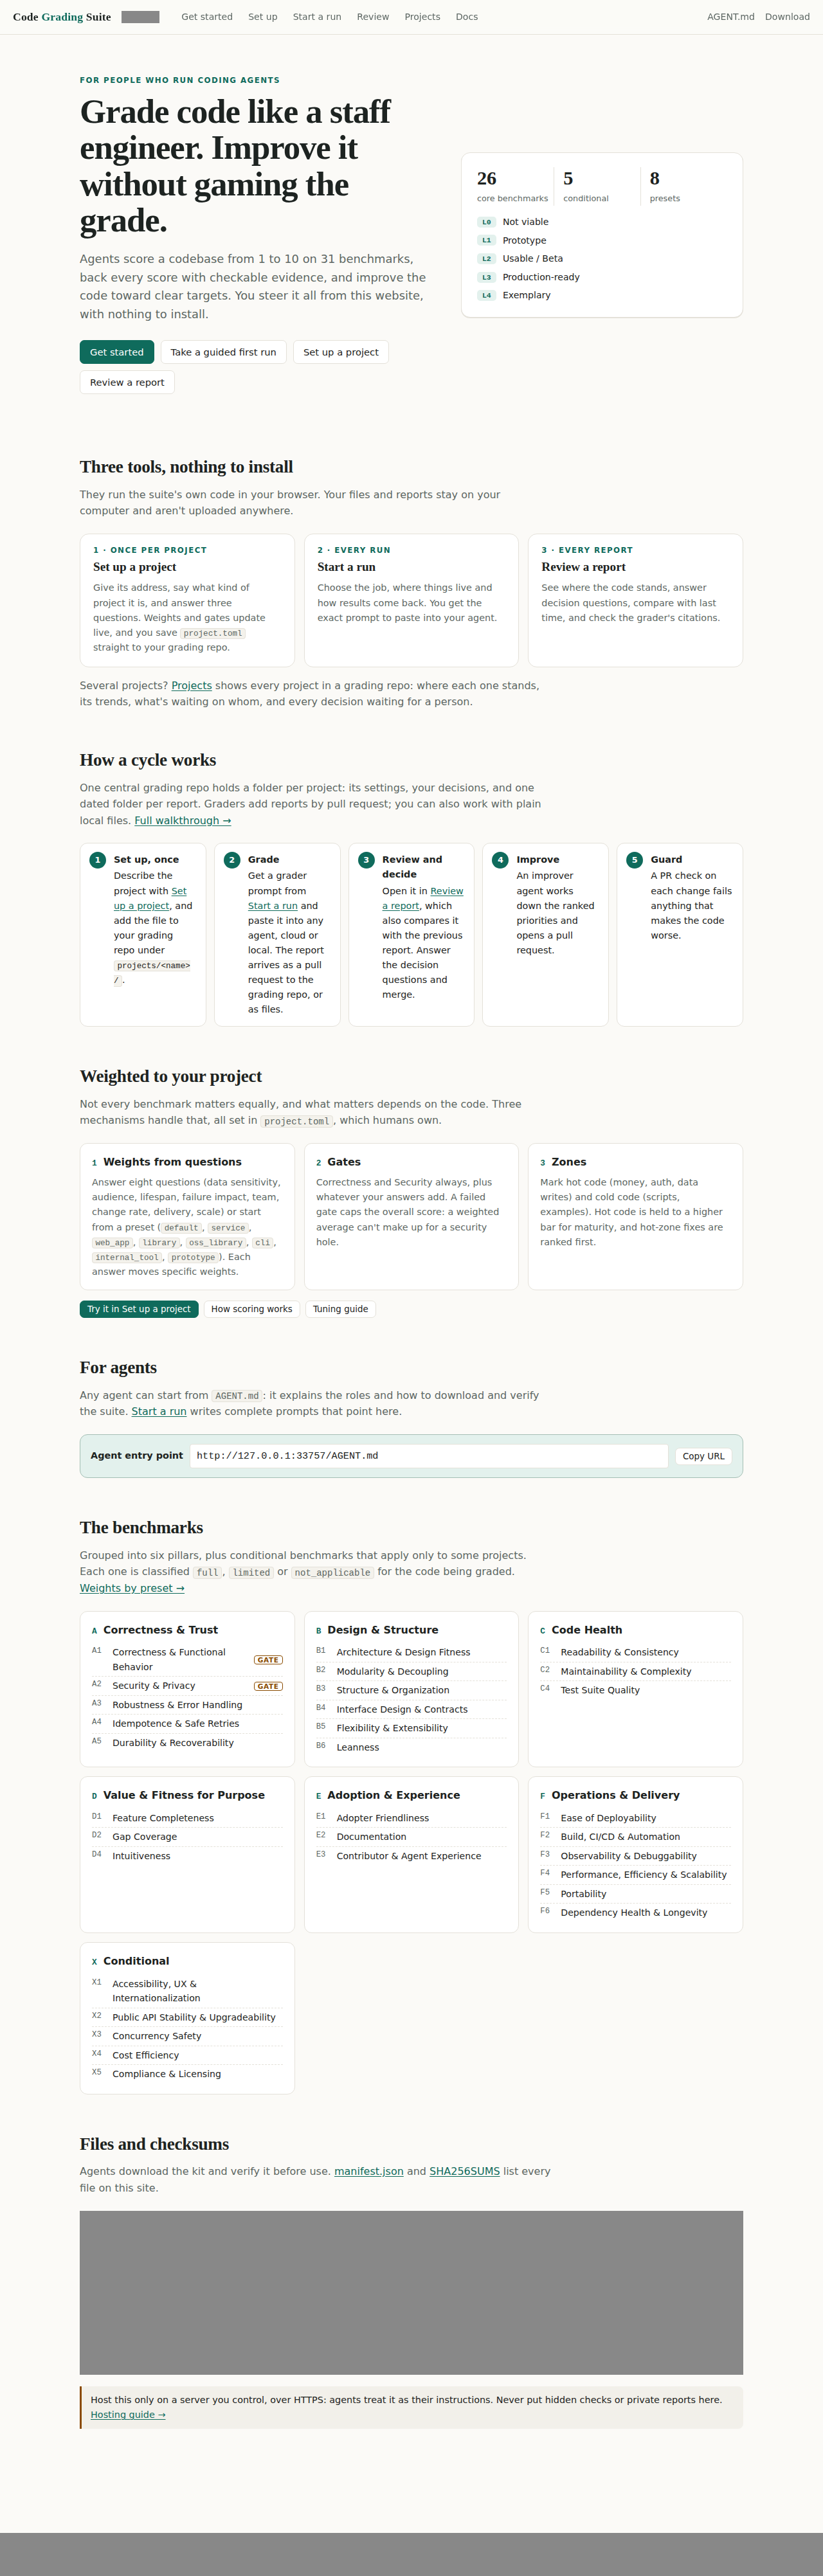 Code Grading Suite
Get started
Set up
Start a run
Review
Projects
Docs
AGENT.md
Download
FOR PEOPLE WHO RUN CODING AGENTS
Grade code like a staff
engineer. Improve it
without gaming the
grade.
Agents score a codebase from 1 to 10 on 31 benchmarks,
back every score with checkable evidence, and improve the
code toward clear targets. You steer it all from this website,
with nothing to install.
Get started
Take a guided first run
Set up a project
Review a report
26
core benchmarks
5
conditional
8
presets
L0 Not viable
L1 Prototype
L2 Usable / Beta
L3 Production-ready
L4 Exemplary
Three tools, nothing to install
They run the suite's own code in your browser. Your files and reports stay on your
computer and aren't uploaded anywhere.
1 · ONCE PER PROJECT
Set up a project
Give its address, say what kind of
project it is, and answer three
questions. Weights and gates update
live, and you save project.toml
straight to your grading repo.
2 · EVERY RUN
Start a run
Choose the job, where things live and
how results come back. You get the
exact prompt to paste into your agent.
3 · EVERY REPORT
Review a report
See where the code stands, answer
decision questions, compare with last
time, and check the grader's citations.
Several projects? Projects shows every project in a grading repo: where each one stands,
its trends, what's waiting on whom, and every decision waiting for a person.
How a cycle works
One central grading repo holds a folder per project: its settings, your decisions, and one
dated folder per report. Graders add reports by pull request; you can also work with plain
local files. Full walkthrough →
1 Set up, once
Describe the
project with Set
up a project, and
add the file to
your grading
repo under
projects/<name>
/.
2 Grade
Get a grader
prompt from
Start a run and
paste it into any
agent, cloud or
local. The report
arrives as a pull
request to the
grading repo, or
as files.
3 Review and
decide
Open it in Review
a report, which
also compares it
with the previous
report. Answer
the decision
questions and
merge.
4 Improve
An improver
agent works
down the ranked
priorities and
opens a pull
request.
5 Guard
A PR check on
each change fails
anything that
makes the code
worse.
Weighted to your project
Not every benchmark matters equally, and what matters depends on the code. Three
mechanisms handle that, all set in project.toml, which humans own.
1 Weights from questions
Answer eight questions (data sensitivity,
audience, lifespan, failure impact, team,
change rate, delivery, scale) or start
from a preset (default, service,
web_app, library, oss_library, cli,
internal_tool, prototype). Each
answer moves specific weights.
2 Gates
Correctness and Security always, plus
whatever your answers add. A failed
gate caps the overall score: a weighted
average can't make up for a security
hole.
3 Zones
Mark hot code (money, auth, data
writes) and cold code (scripts,
examples). Hot code is held to a higher
bar for maturity, and hot-zone fixes are
ranked first.
Try it in Set up a project
How scoring works
Tuning guide
For agents
Any agent can start from AGENT.md: it explains the roles and how to download and verify
the suite. Start a run writes complete prompts that point here.
Agent entry point
http://127.0.0.1:33757/AGENT.md
Copy URL
The benchmarks
Grouped into six pillars, plus conditional benchmarks that apply only to some projects.
Each one is classified full, limited or not_applicable for the code being graded.
Weights by preset →
A Correctness & Trust
A1 Correctness & Functional
Behavior
GATE
A2 Security & Privacy
GATE
A3 Robustness & Error Handling
A4 Idempotence & Safe Retries
A5 Durability & Recoverability
B Design & Structure
B1 Architecture & Design Fitness
B2 Modularity & Decoupling
B3 Structure & Organization
B4 Interface Design & Contracts
B5 Flexibility & Extensibility
B6 Leanness
C Code Health
C1 Readability & Consistency
C2 Maintainability & Complexity
C4 Test Suite Quality
D Value & Fitness for Purpose
D1 Feature Completeness
D2 Gap Coverage
D4 Intuitiveness
E Adoption & Experience
E1 Adopter Friendliness
E2 Documentation
E3 Contributor & Agent Experience
F Operations & Delivery
F1 Ease of Deployability
F2 Build, CI/CD & Automation
F3 Observability & Debuggability
F4 Performance, Efficiency & Scalability
F5 Portability
F6 Dependency Health & Longevity
X Conditional
X1 Accessibility, UX &
Internationalization
X2 Public API Stability & Upgradeability
X3 Concurrency Safety
X4 Cost Efficiency
X5 Compliance & Licensing
Files and checksums
Agents download the kit and verify it before use. manifest.json and SHA256SUMS list every
file on this site.
Host this only on a server you control, over HTTPS: agents treat it as their instructions. Never put hidden checks or private reports here.
Hosting guide →